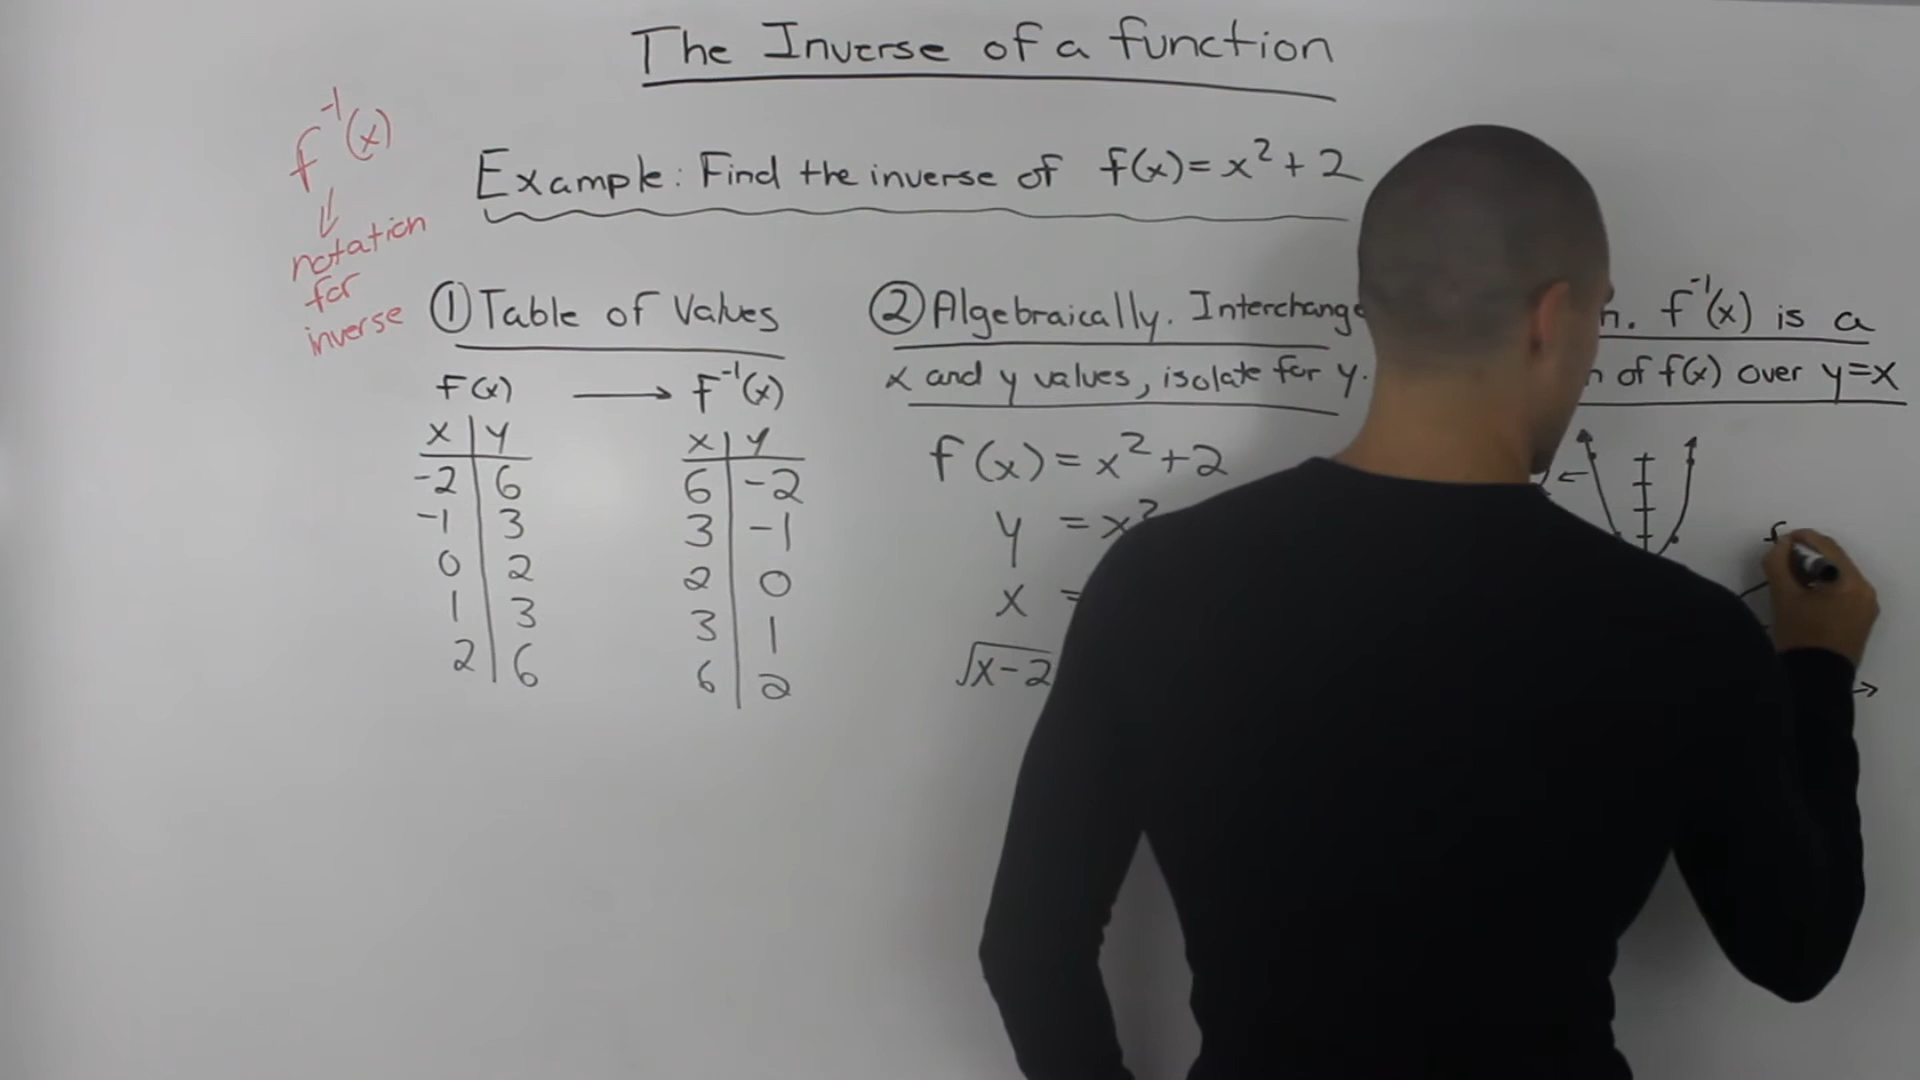 The Inverse of a function
f⁻¹(x)
notation
for
inverse
Example: Find the inverse of f(x) = x² + 2
① Table of Values
f(x) → f⁻¹(x)
x | y x | y
-2 | 6 6 | -2
-1 | 3 3 | -1
0 | 2 2 | 0
1 | 3 3 | 1
2 | 6 6 | 2
② Algebraically. Interchange
x and y values, isolate for y.
f(x) = x² + 2
y = x²
x =
√x-2
f⁻¹(x) is a
of f(x) over y=x